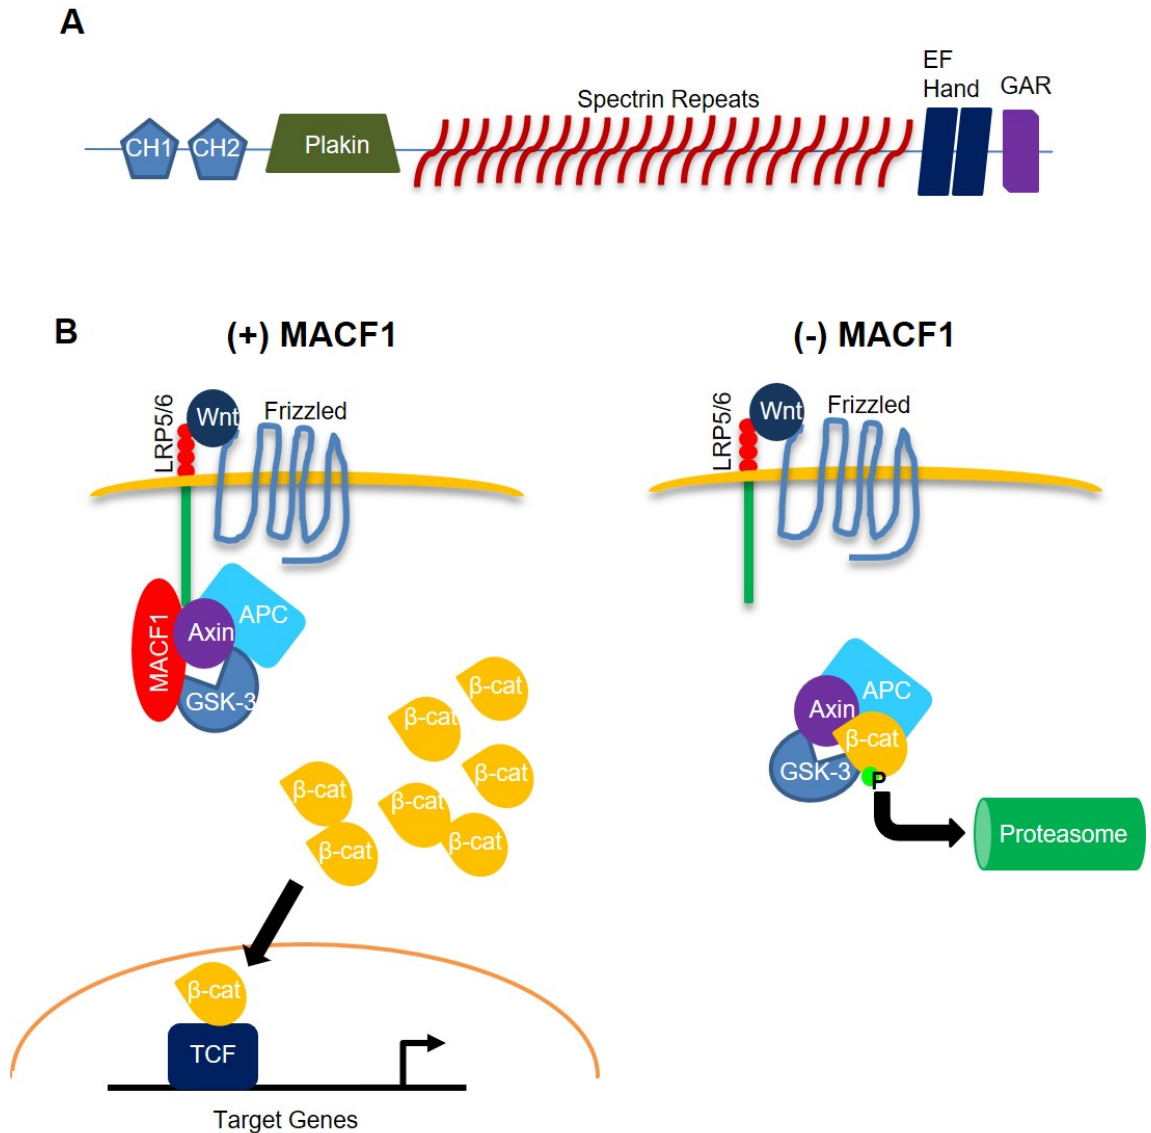 A
CH1
CH2
Plakin
Spectrin Repeats
EF
Hand
GAR
B
(+) MACF1
LRP5/6
Wnt
Frizzled
MACF1
Axin
APC
GSK-3
β-cat
β-cat
β-cat
β-cat
β-cat
β-cat
β-cat
β-cat
TCF
Target Genes
(-) MACF1
LRP5/6
Wnt
Frizzled
Axin
APC
β-cat
GSK-3
P
Proteasome